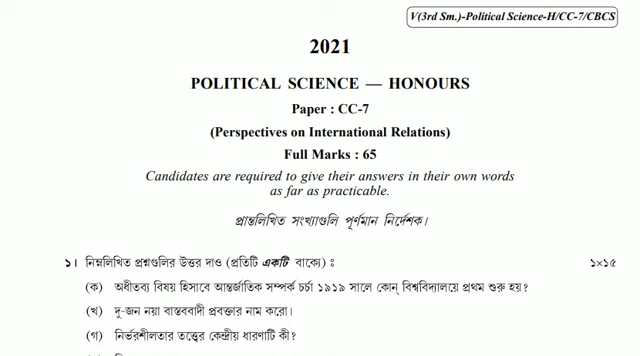 V(3rd Sm.)-Political Science-H/CC-7/CBCS
2021
POLITICAL SCIENCE — HONOURS
Paper : CC-7
(Perspectives on International Relations)
Full Marks : 65
Candidates are required to give their answers in their own words
as far as practicable.
প্রান্তলিখিত সংখ্যাগুলি পূর্ণমান নির্দেশক।
১। নিম্নলিখিত প্রশ্নগুলির উত্তর দাও (প্রতিটি একটি বাক্যে) : ১×১৫
(ক) অধীতব্য বিষয় হিসাবে আন্তর্জাতিক সম্পর্ক চর্চা ১৯১৯ সালে কোন্ বিশ্ববিদ্যালয়ে প্রথম শুরু হয়?
(খ) দু-জন নয়া বাস্তববাদী প্রবক্তার নাম করো।
(গ) নির্ভরশীলতার তত্ত্বের কেন্দ্রীয় ধারণাটি কী?